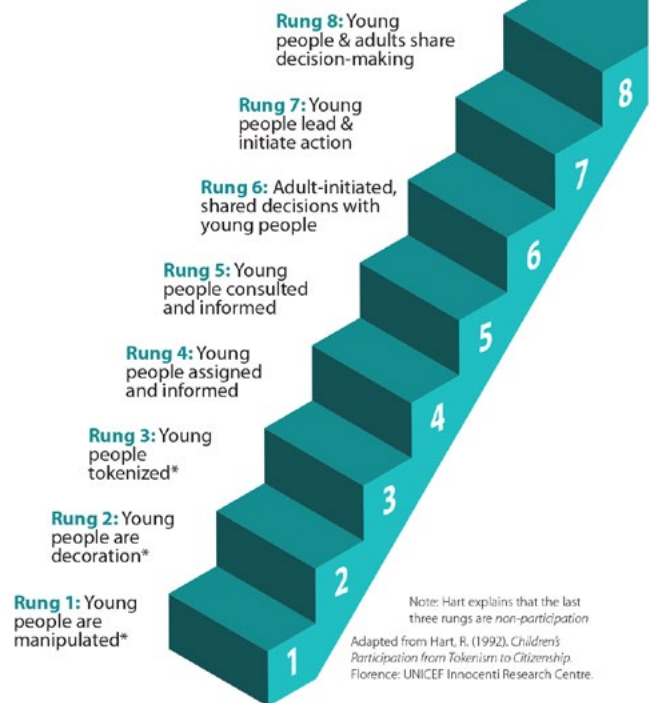 Rung 8: Young
people & adults share
decision-making
Rung 7: Young
people lead &
initiate action
Rung 6: Adult-initiated,
shared decisions with
young people
Rung 5: Young
people consulted
and informed
Rung 4: Young
people assigned
and informed
Rung 3: Young
people
tokenized*
Rung 2: Young
people are
decoration*
Rung 1: Young
people are
manipulated*
8
7
6
5
4
3
2
1
Note: Hart explains that the last
three rungs are non-participation
Adapted from Hart, R. (1992). Children's
Participation from Tokenism to Citizenship.
Florence: UNICEF Innocenti Research Centre.